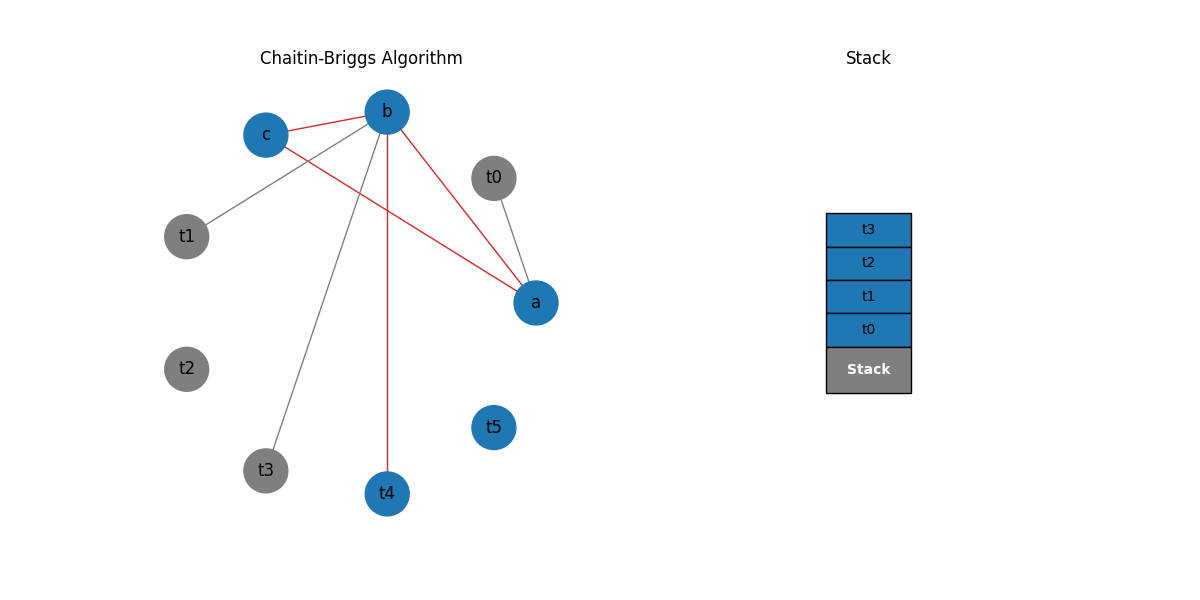 Chaitin-Briggs Algorithm
b
c
t0
t1
a
t2
t5
t3
t4
Stack
t3
t2
t1
t0
Stack